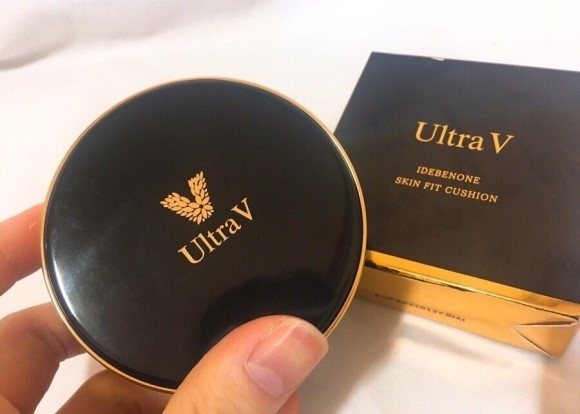 Ultra V
Ultra V
IDEBENONE
SKIN FIT CUSHION